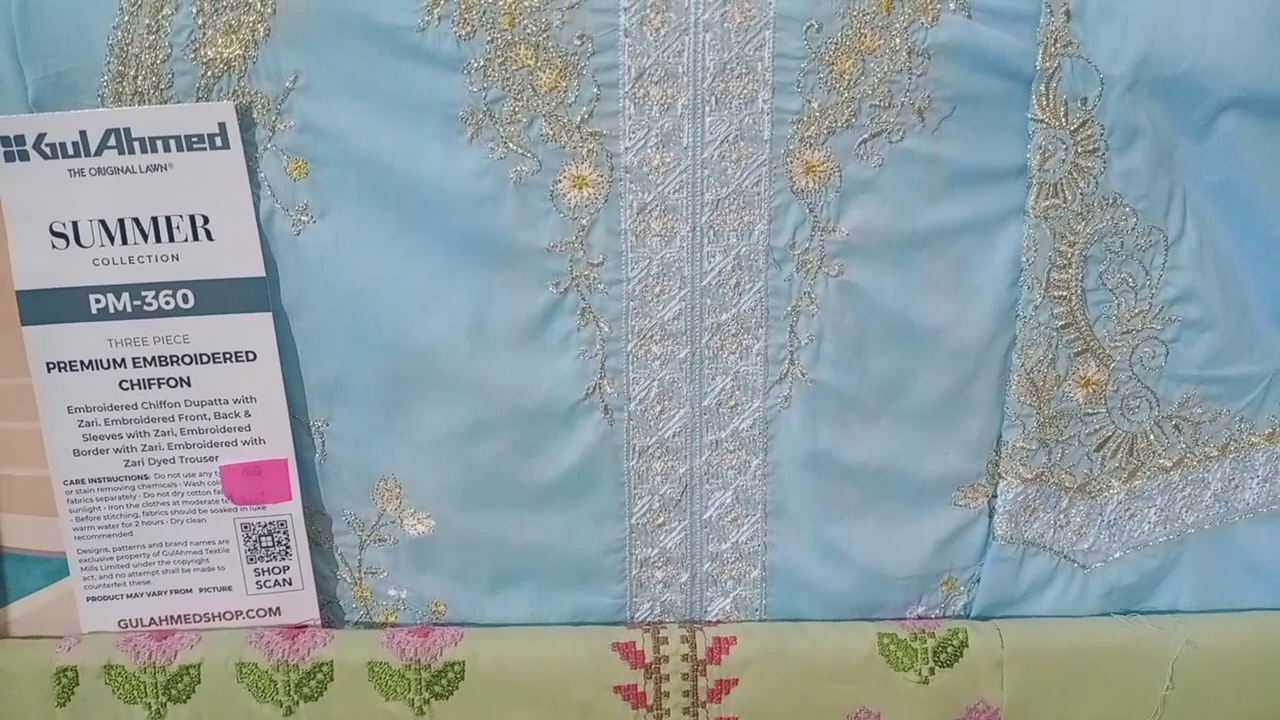 GulAhmed
THE ORIGINAL LAWN®
SUMMER
COLLECTION
PM-360
THREE PIECE
PREMIUM EMBROIDERED
CHIFFON
Embroidered Chiffon Dupatta with
Zari. Embroidered Front, Back &
Sleeves with Zari, Embroidered
Border with Zari. Embroidered with
Zari Dyed Trouser
CARE INSTRUCTIONS: Do not use any
or stain removing chemicals - Wash
fabrics separately - Do not dry cotton
sunlight - Iron the clothes at moderate
- Before stitching, fabrics should be soaked in luke
warm water for 2 hours - Dry clean
recommended
Designs, patterns and brand names are
exclusive property of GulAhmed Textile
Mills Limited under the copyright
act, and no attempt shall be made to
counterfeit these.
PRODUCT MAY VARY FROM PICTURE
SHOP
SCAN
GULAHMEDSHOP.COM